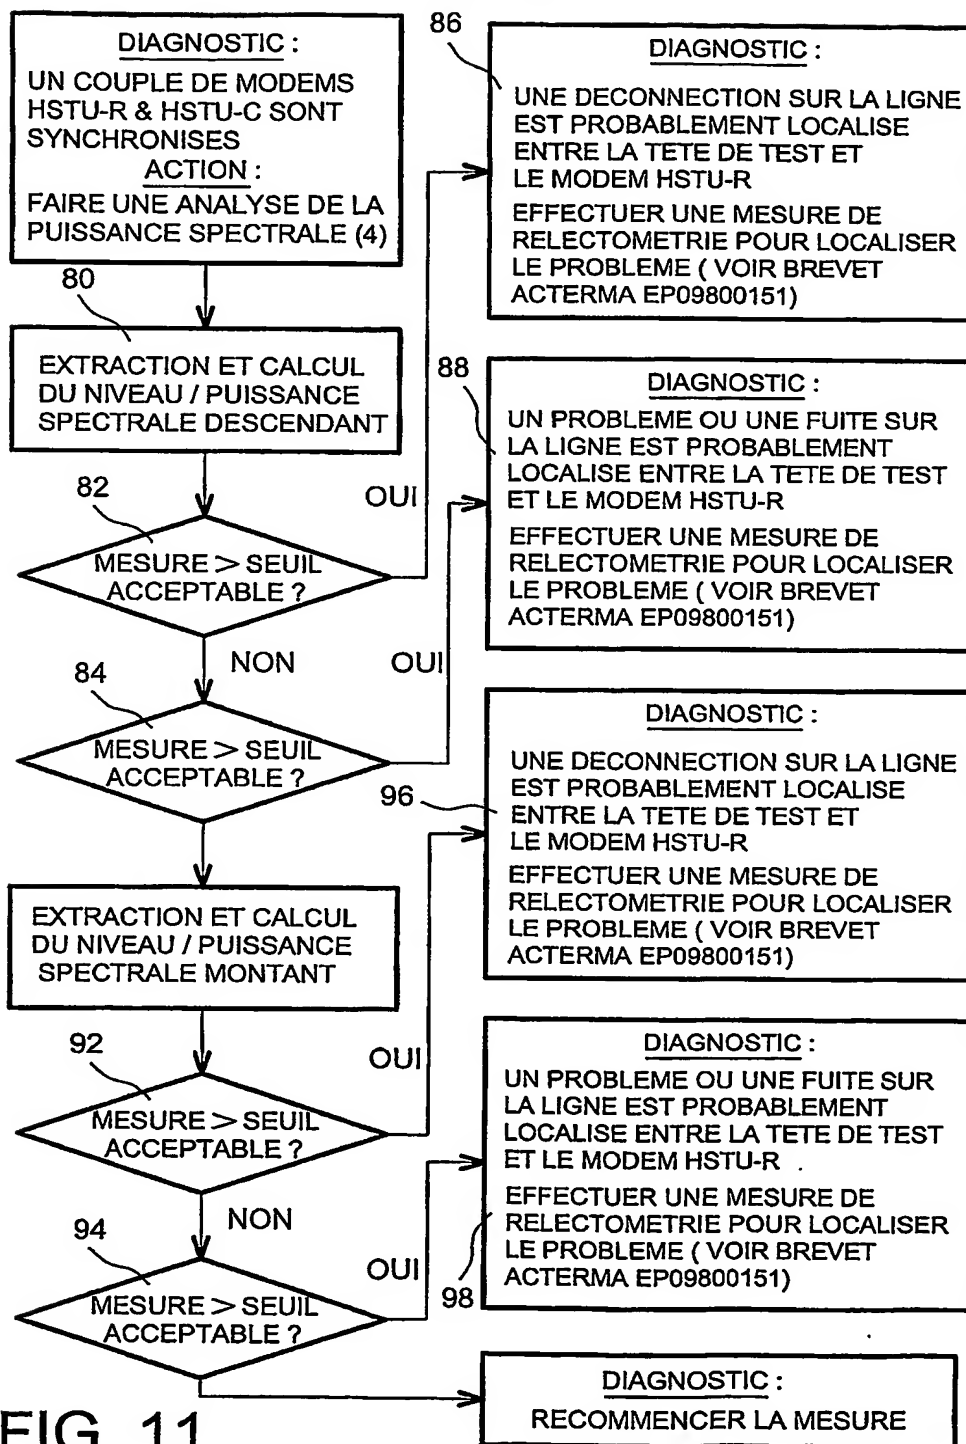 DIAGNOSTIC :
UN COUPLE DE MODEMS
HSTU-R & HSTU-C SONT
SYNCHRONISES
ACTION :
FAIRE UNE ANALYSE DE LA
PUISSANCE SPECTRALE (4)
80
EXTRACTION ET CALCUL
DU NIVEAU / PUISSANCE
SPECTRALE DESCENDANT
82
OUI
MESURE > SEUIL
ACCEPTABLE ?
NON
84
OUI
MESURE > SEUIL
ACCEPTABLE ?
EXTRACTION ET CALCUL
DU NIVEAU / PUISSANCE
SPECTRALE MONTANT
92
OUI
MESURE > SEUIL
ACCEPTABLE ?
NON
94
OUI
MESURE > SEUIL
ACCEPTABLE ?
86
DIAGNOSTIC :
UNE DECONNECTION SUR LA LIGNE
EST PROBABLEMENT LOCALISE
ENTRE LA TETE DE TEST ET
LE MODEM HSTU-R
EFFECTUER UNE MESURE DE
RELECTOMETRIE POUR LOCALISER
LE PROBLEME ( VOIR BREVET
ACTERMA EP09800151)
88
DIAGNOSTIC :
UN PROBLEME OU UNE FUITE SUR
LA LIGNE EST PROBABLEMENT
LOCALISE ENTRE LA TETE DE TEST
ET LE MODEM HSTU-R
EFFECTUER UNE MESURE DE
RELECTOMETRIE POUR LOCALISER
LE PROBLEME ( VOIR BREVET
ACTERMA EP09800151)
96
DIAGNOSTIC :
UNE DECONNECTION SUR LA LIGNE
EST PROBABLEMENT LOCALISE
ENTRE LA TETE DE TEST ET
LE MODEM HSTU-R
EFFECTUER UNE MESURE DE
RELECTOMETRIE POUR LOCALISER
LE PROBLEME ( VOIR BREVET
ACTERMA EP09800151)
DIAGNOSTIC :
UN PROBLEME OU UNE FUITE SUR
LA LIGNE EST PROBABLEMENT
LOCALISE ENTRE LA TETE DE TEST
ET LE MODEM HSTU-R
EFFECTUER UNE MESURE DE
RELECTOMETRIE POUR LOCALISER
LE PROBLEME ( VOIR BREVET
ACTERMA EP09800151)
98
DIAGNOSTIC :
RECOMMENCER LA MESURE
FIG. 11